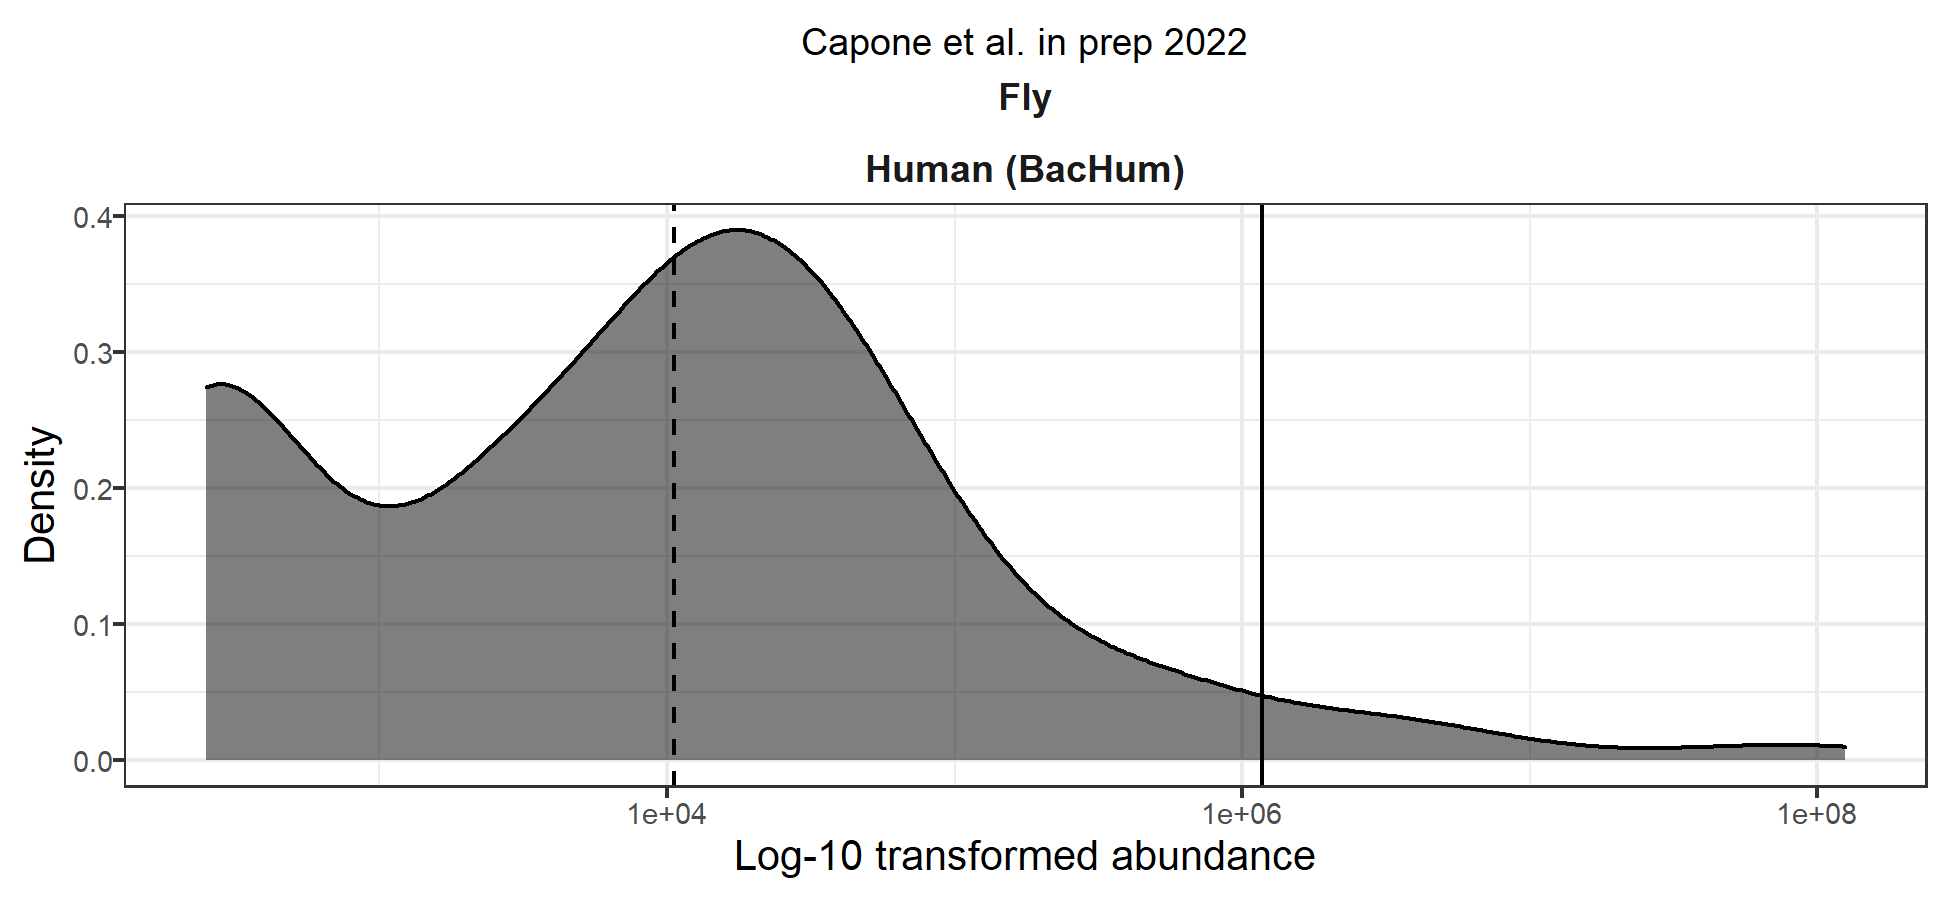 Capone et al. in prep 2022
Fly
Human (BacHum)
0.4
0.3
0.2
0.1
0.0
Density
1e+04
1e+06
1e+08
Log-10 transformed abundance